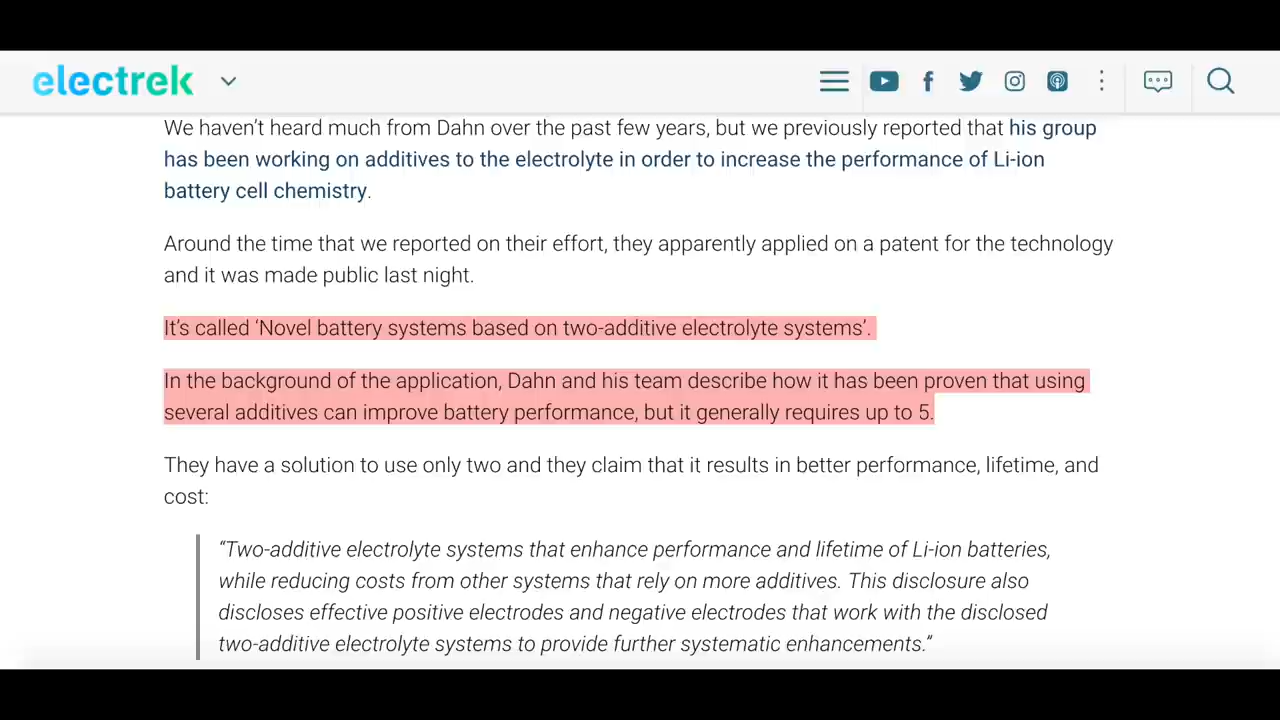 electrek
We haven’t heard much from Dahn over the past few years, but we previously reported that his group
has been working on additives to the electrolyte in order to increase the performance of Li-ion
battery cell chemistry.
Around the time that we reported on their effort, they apparently applied on a patent for the technology
and it was made public last night.
It’s called ‘Novel battery systems based on two-additive electrolyte systems’.
In the background of the application, Dahn and his team describe how it has been proven that using
several additives can improve battery performance, but it generally requires up to 5.
They have a solution to use only two and they claim that it results in better performance, lifetime, and
cost:
“Two-additive electrolyte systems that enhance performance and lifetime of Li-ion batteries,
while reducing costs from other systems that rely on more additives. This disclosure also
discloses effective positive electrodes and negative electrodes that work with the disclosed
two-additive electrolyte systems to provide further systematic enhancements.”